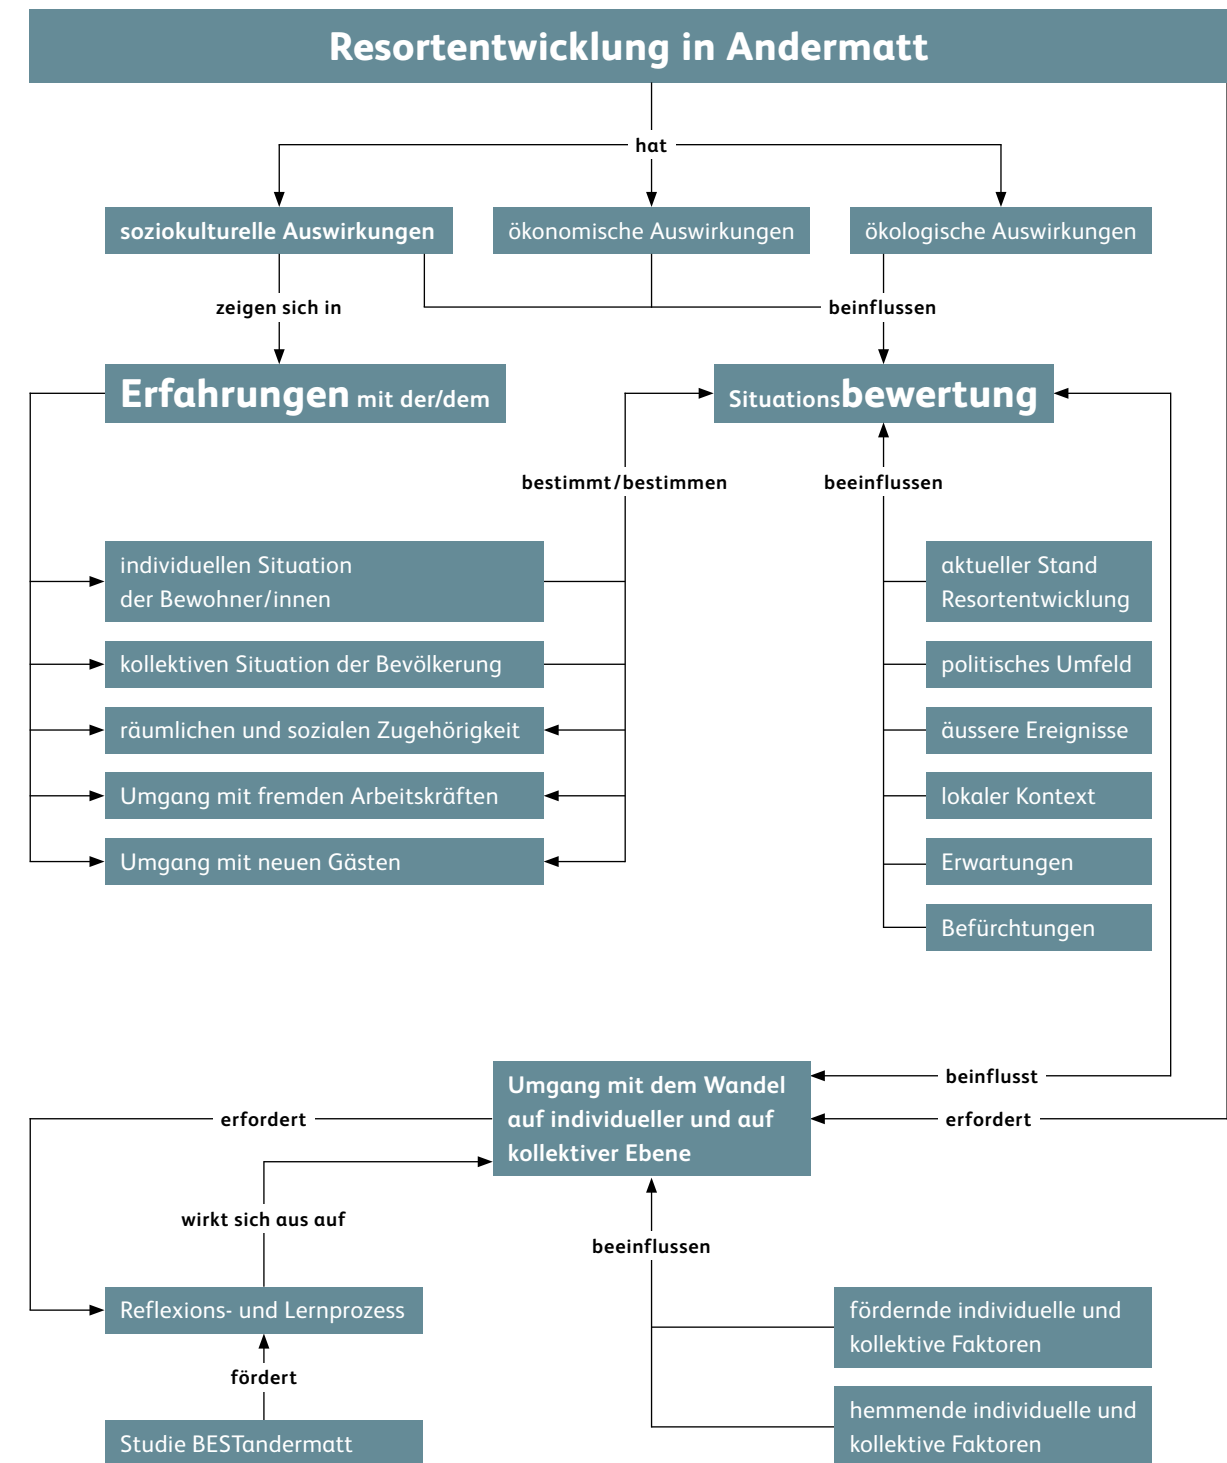 Resortentwicklung in Andermatt
hat
soziokulturelle Auswirkungen
ökonomische Auswirkungen
ökologische Auswirkungen
zeigen sich in
beinflussen
Erfahrungen mit der/dem
Situationsbewertung
bestimmt/bestimmen
beeinflussen
individuellen Situation
der Bewohner/innen
kollektiven Situation der Bevölkerung
räumlichen und sozialen Zugehörigkeit
Umgang mit fremden Arbeitskräften
Umgang mit neuen Gästen
aktueller Stand
Resortentwicklung
politisches Umfeld
äussere Ereignisse
lokaler Kontext
Erwartungen
Befürchtungen
Umgang mit dem Wandel
auf individueller und auf
kollektiver Ebene
beinflusst
erfordert
erfordert
wirkt sich aus auf
beeinflussen
Reflexions- und Lernprozess
fördert
Studie BESTandermatt
fördernde individuelle und
kollektive Faktoren
hemmende individuelle und
kollektive Faktoren